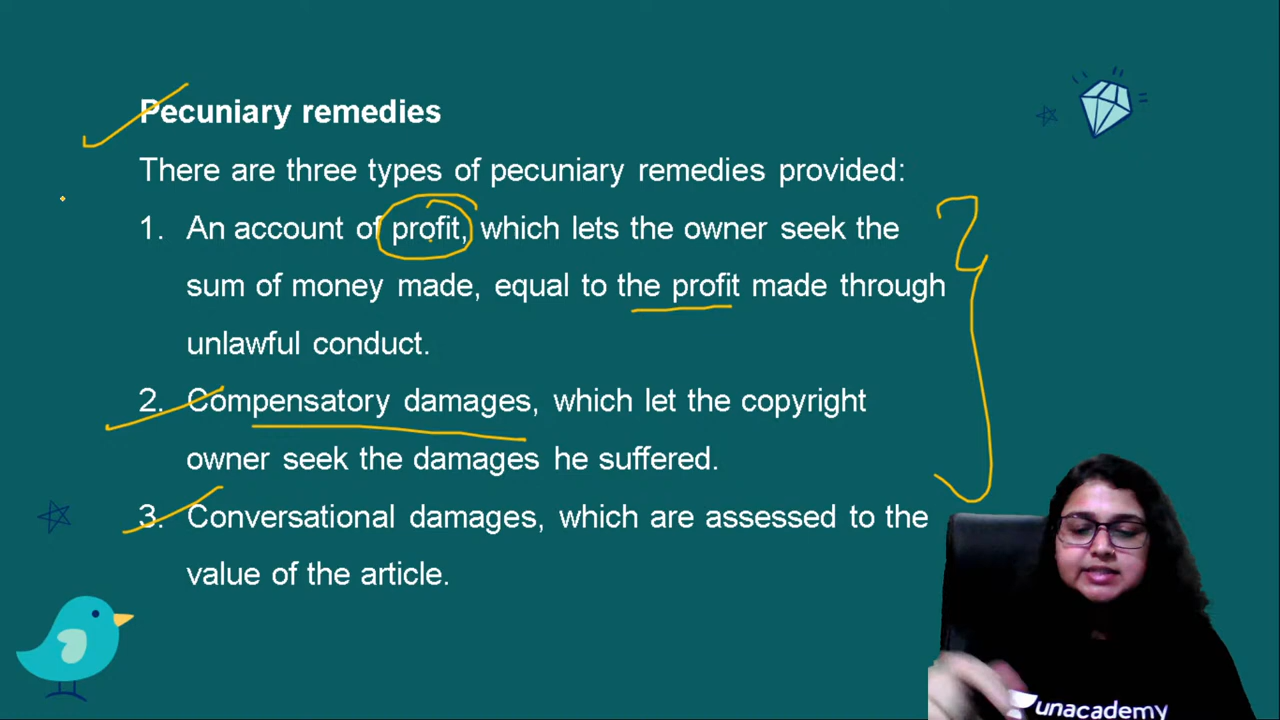 Pecuniary remedies
There are three types of pecuniary remedies provided:
1. An account of profit, which lets the owner seek the
sum of money made, equal to the profit made through
unlawful conduct.
2. Compensatory damages, which let the copyright
owner seek the damages he suffered.
3. Conversational damages, which are assessed to the
value of the article.
unacademy